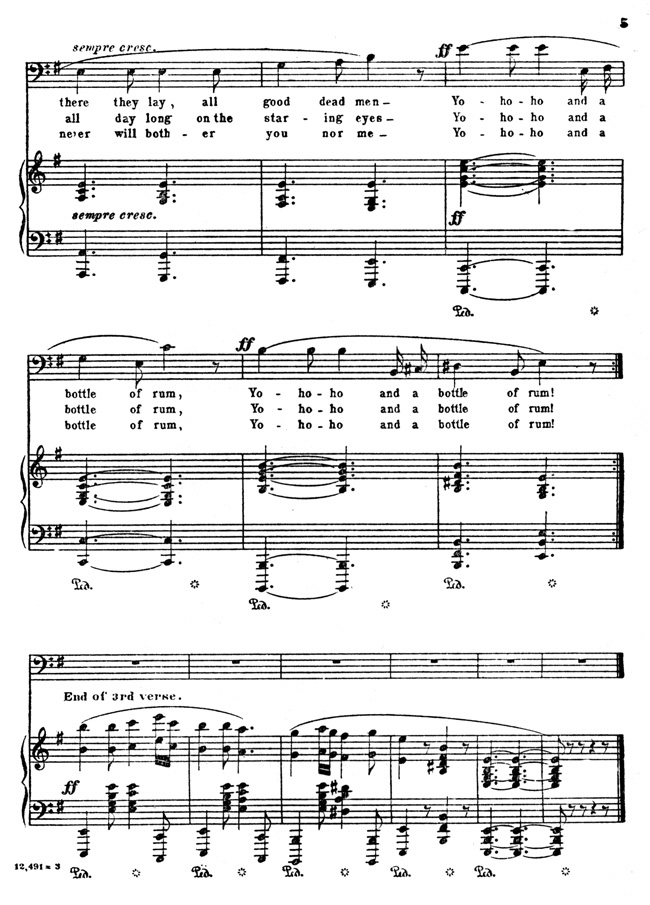 5
sempre cresc.
ff
there they lay, all good dead men— Yo - ho - ho and a
all day long on the star - ing eyes— Yo - ho - ho and a
never will both - er you nor me— Yo - ho - ho and a
sempre cresc.
ff
Ped.
ff
bottle of rum, Yo - ho - ho and a bottle of rum!
bottle of rum, Yo - ho - ho and a bottle of rum!
bottle of rum, Yo - ho - ho and a bottle of rum!
Ped. Ped. Ped.
End of 3rd verse.
ff
12,491 = 3
Ped. Ped. Ped. Ped. Ped.